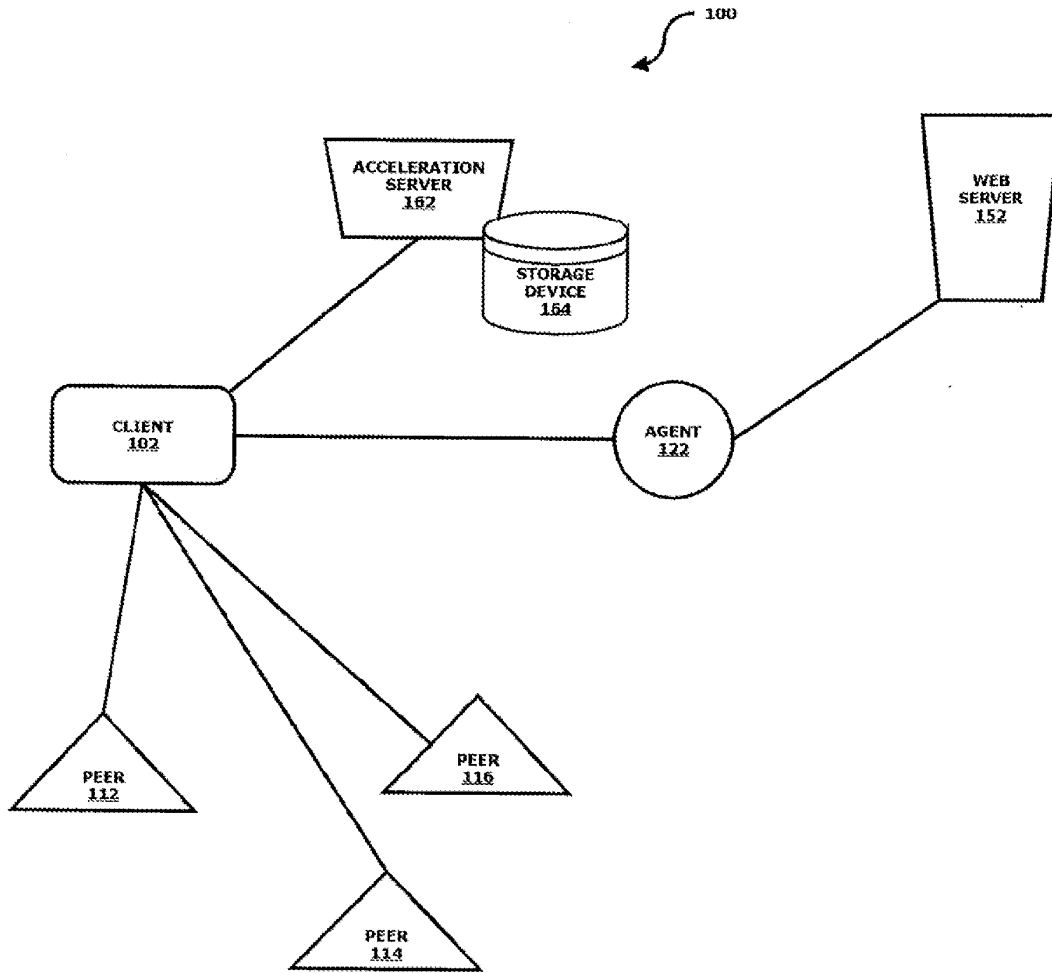 100
ACCELERATION
SERVER
162
WEB
SERVER
152
STORAGE
DEVICE
164
CLIENT
102
AGENT
122
PEER
112
PEER
116
PEER
114